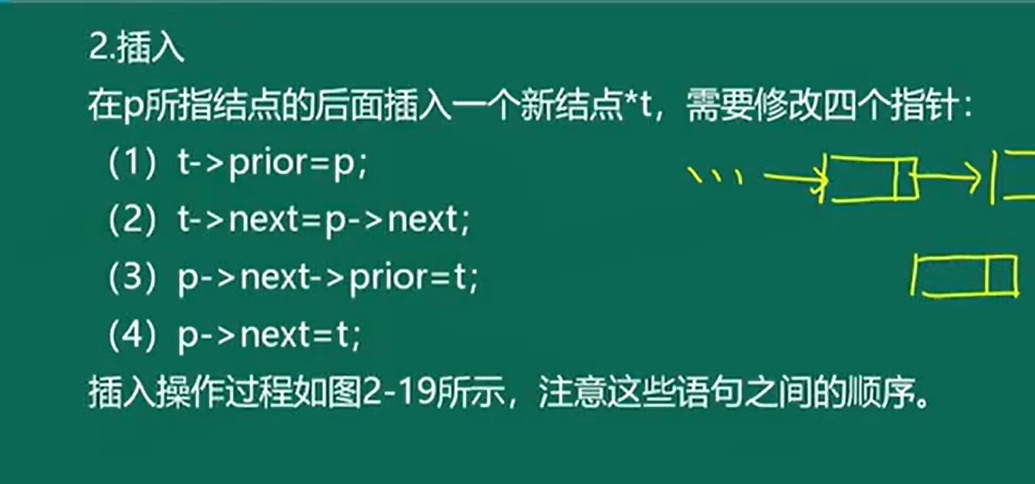 2.插入
在p所指结点的后面插入一个新结点*t，需要修改四个指针：
（1）t->prior=p;
（2）t->next=p->next;
（3）p->next->prior=t;
（4）p->next=t;
插入操作过程如图2-19所示，注意这些语句之间的顺序。